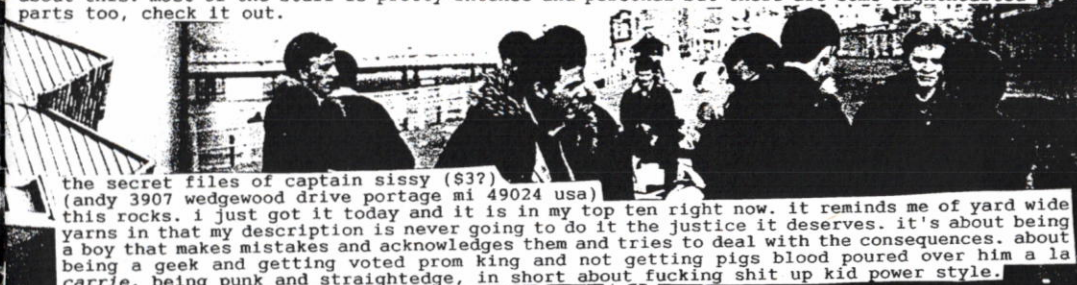 parts too, check it out.
the secret files of captain sissy ($3?)
(andy 3907 wedgewood drive portage mi 49024 usa)
this rocks. i just got it today and it is in my top ten right now. it reminds me of yard wide
yarns in that my description is never going to do it the justice it deserves. it's about being
a boy that makes mistakes and acknowledges them and tries to deal with the consequences. about
being a geek and getting voted prom king and not getting pigs blood poured over him a la
carrie. being punk and straightedge, in short about fucking shit up kid power style.